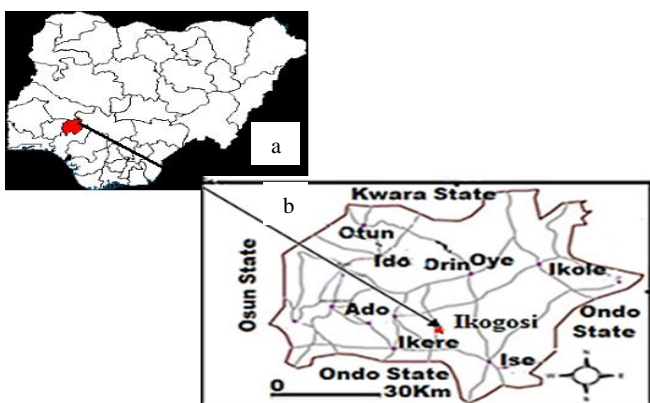 a
b
Kwara State
Otun
Ido Orin Oye
Ikole
Osun State
Ado
Ikogosi
Ondo
State
Ikere
Ise
Ondo State
0 30Km
N